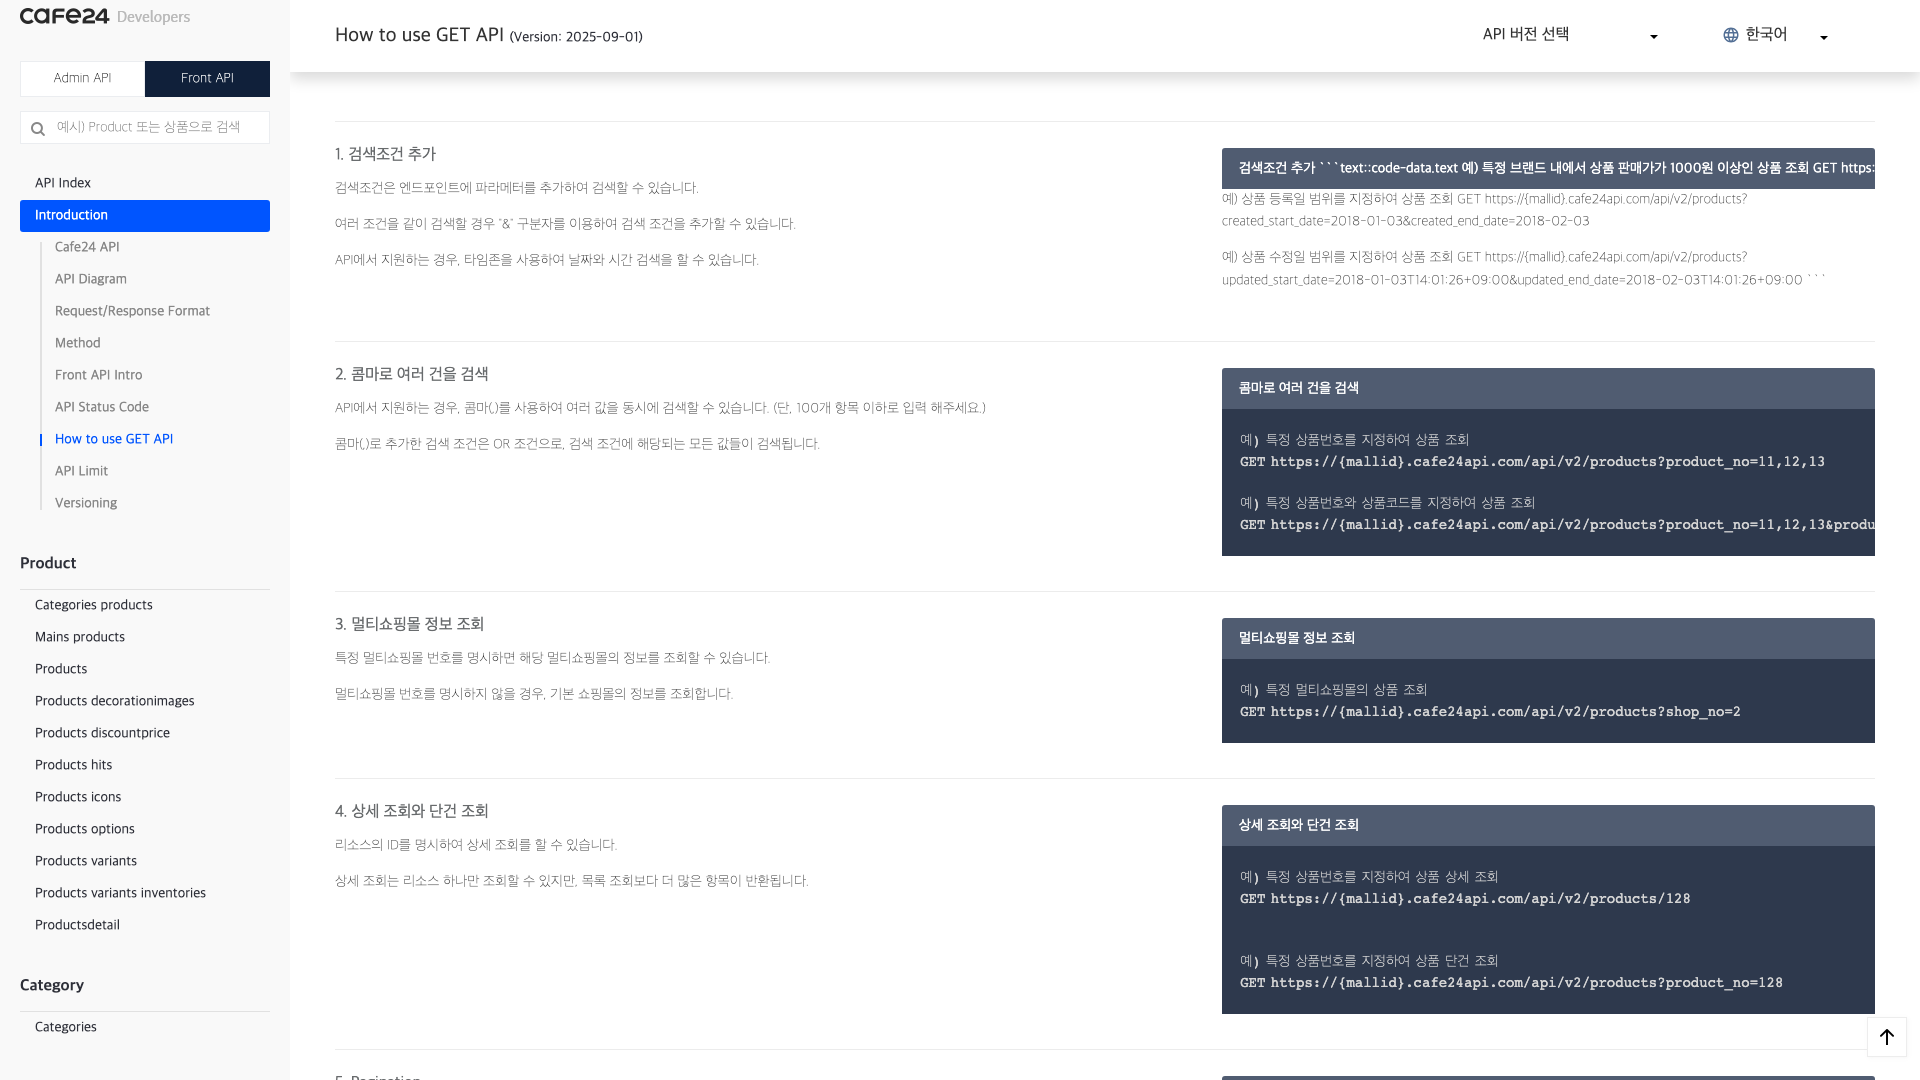 CAFE24 Developers
Admin API
Front API
예시) Product 또는 상품으로 검색
API Index
Introduction
Cafe24 API
API Diagram
Request/Response Format
Method
Front API Intro
API Status Code
How to use GET API
API Limit
Versioning
Product
Categories products
Mains products
Products
Products decorationimages
Products discountprice
Products hits
Products icons
Products options
Products variants
Products variants inventories
Productsdetail
Category
Categories
How to use GET API (Version: 2025-09-01)
API 버전 선택
한국어
1. 검색조건 추가
검색조건은 엔드포인트에 파라메터를 추가하여 검색할 수 있습니다.
여러 조건을 같이 검색할 경우 "&" 구분자를 이용하여 검색 조건을 추가할 수 있습니다.
API에서 지원하는 경우, 타임존을 사용하여 날짜와 시간 검색을 할 수 있습니다.
검색조건 추가 ```text::code-data.text 예) 특정 브랜드 내에서 상품 판매가가 1000원 이상인 상품 조회 GET https:
예) 상품 등록일 범위를 지정하여 상품 조회 GET https://{mallid}.cafe24api.com/api/v2/products?
created_start_date=2018-01-03&created_end_date=2018-02-03
예) 상품 수정일 범위를 지정하여 상품 조회 GET https://{mallid}.cafe24api.com/api/v2/products?
updated_start_date=2018-01-03T14:01:26+09:00&updated_end_date=2018-02-03T14:01:26+09:00 ```
2. 콤마로 여러 건을 검색
API에서 지원하는 경우, 콤마(,)를 사용하여 여러 값을 동시에 검색할 수 있습니다. (단, 100개 항목 이하로 입력 해주세요.)
콤마(,)로 추가한 검색 조건은 OR 조건으로, 검색 조건에 해당되는 모든 값들이 검색됩니다.
콤마로 여러 건을 검색
예) 특정 상품번호를 지정하여 상품 조회
GET https://{mallid}.cafe24api.com/api/v2/products?product_no=11,12,13
예) 특정 상품번호와 상품코드를 지정하여 상품 조회
GET https://{mallid}.cafe24api.com/api/v2/products?product_no=11,12,13&produ
3. 멀티쇼핑몰 정보 조회
특정 멀티쇼핑몰 번호를 명시하면 해당 멀티쇼핑몰의 정보를 조회할 수 있습니다.
멀티쇼핑몰 번호를 명시하지 않을 경우, 기본 쇼핑몰의 정보를 조회합니다.
멀티쇼핑몰 정보 조회
예) 특정 멀티쇼핑몰의 상품 조회
GET https://{mallid}.cafe24api.com/api/v2/products?shop_no=2
4. 상세 조회와 단건 조회
리소스의 ID를 명시하여 상세 조회를 할 수 있습니다.
상세 조회는 리소스 하나만 조회할 수 있지만, 목록 조회보다 더 많은 항목이 반환됩니다.
상세 조회와 단건 조회
예) 특정 상품번호를 지정하여 상품 상세 조회
GET https://{mallid}.cafe24api.com/api/v2/products/128
예) 특정 상품번호를 지정하여 상품 단건 조회
GET https://{mallid}.cafe24api.com/api/v2/products?product_no=128
5. Pagination